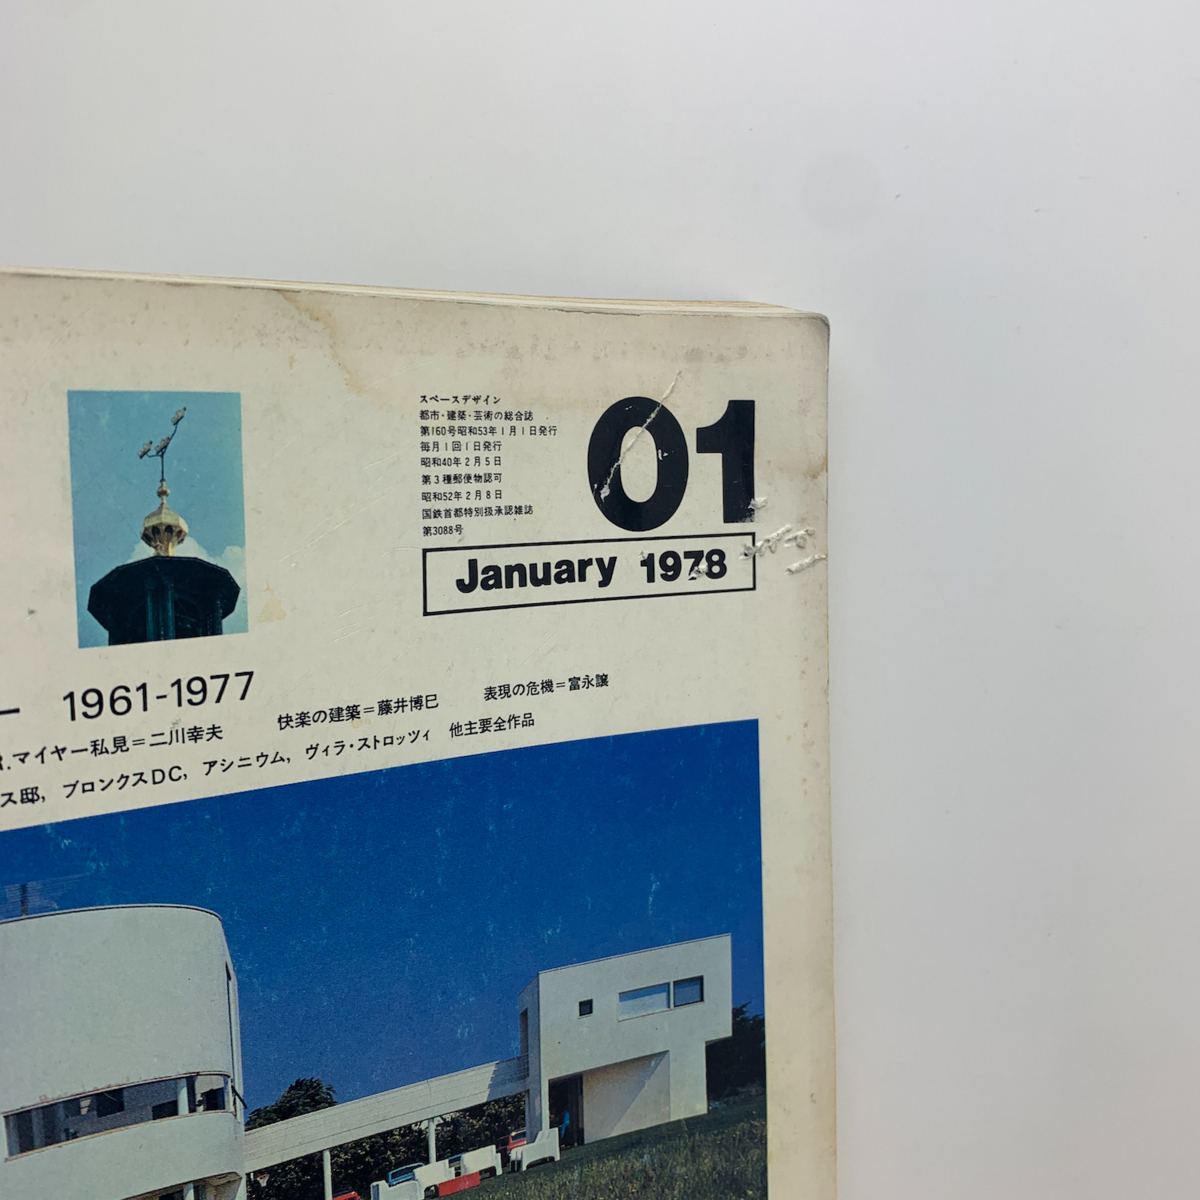 スペースデザイン
都市・建築・芸術の総合誌
第160号昭和53年1月1日発行
毎月1回1日発行
昭和40年2月5日
第3種郵便物認可
昭和52年2月8日
国鉄首都特別扱承認雑誌
第3088号
01
January 1978
ー 1961-1977
R.マイヤー私見=二川幸夫 快楽の建築=藤井博巳 表現の危機=富永譲
ス邸, ブロンクスDC, アシニウム, ヴィラ・ストロッツィ 他主要全作品